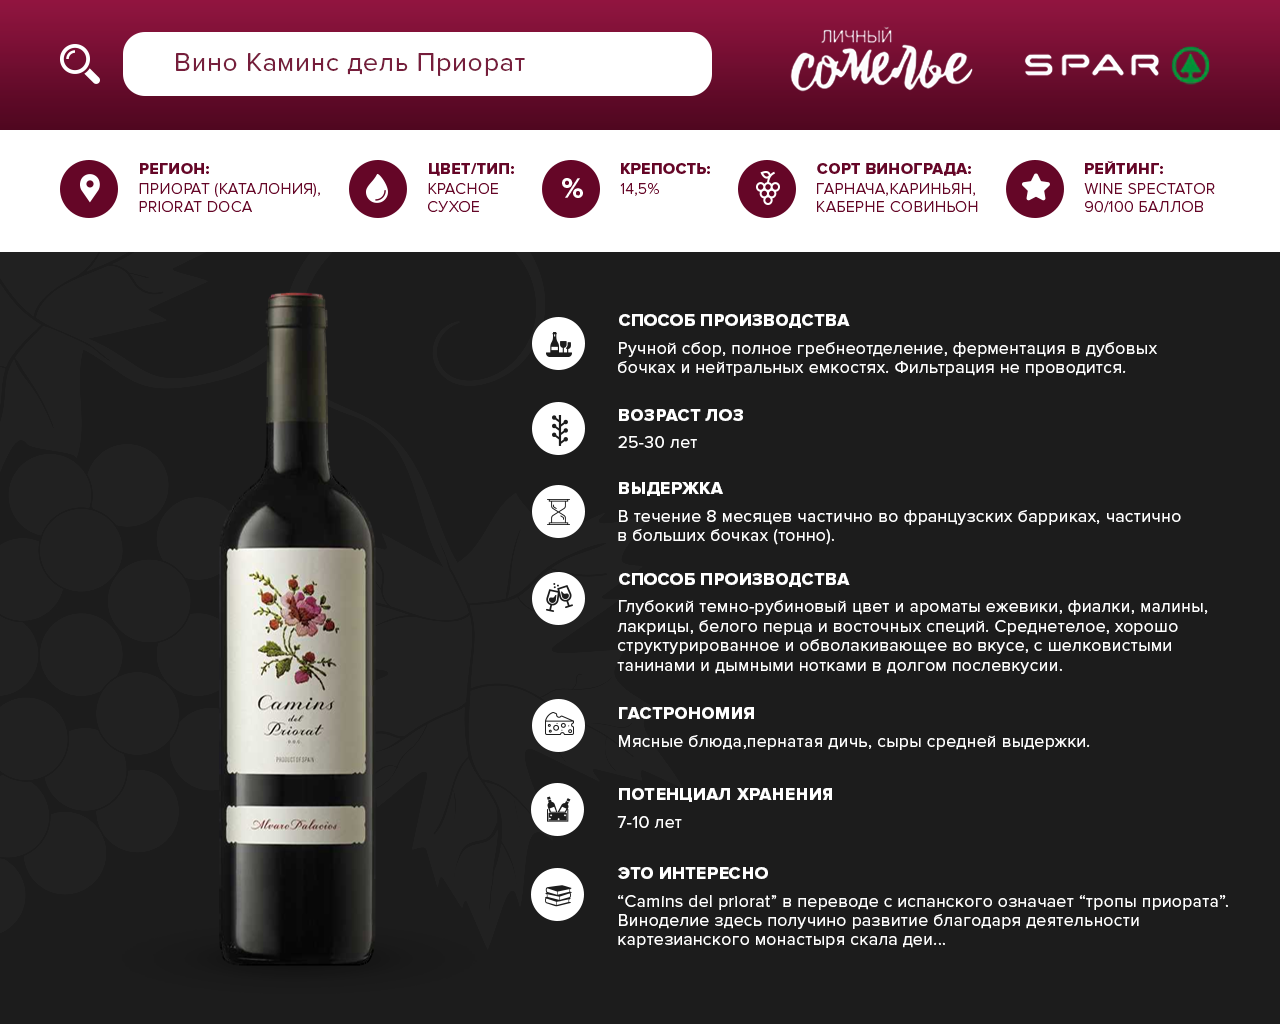 Вино Каминс дель Приорат
ЛИЧНЫЙ
сомелье
SPAR
РЕГИОН:
ПРИОРАТ (КАТАЛОНИЯ),
PRIORAT DOCA
ЦВЕТ/ТИП:
КРАСНОЕ
СУХОЕ
%
КРЕПОСТЬ:
14,5%
СОРТ ВИНОГРАДА:
ГАРНАЧА,КАРИНЬЯН,
КАБЕРНЕ СОВИНЬОН
РЕЙТИНГ:
WINE SPECTATOR
90/100 БАЛЛОВ
СПОСОБ ПРОИЗВОДСТВА
Ручной сбор, полное гребнеотделение, ферментация в дубовых
бочках и нейтральных емкостях. Фильтрация не проводится.
ВОЗРАСТ ЛОЗ
25-30 лет
ВЫДЕРЖКА
В течение 8 месяцев частично во французских барриках, частично
в больших бочках (тонно).
СПОСОБ ПРОИЗВОДСТВА
Глубокий темно-рубиновый цвет и ароматы ежевики, фиалки, малины,
лакрицы, белого перца и восточных специй. Среднетелое, хорошо
структурированное и обволакивающее во вкусе, с шелковистыми
танинами и дымными нотками в долгом послевкусии.
ГАСТРОНОМИЯ
Мясные блюда,пернатая дичь, сыры средней выдержки.
ПОТЕНЦИАЛ ХРАНЕНИЯ
7-10 лет
ЭТО ИНТЕРЕСНО
“Camins del priorat” в переводе с испанского означает “тропы приората”.
Виноделие здесь получино развитие благодаря деятельности
картезианского монастыря скала деи...
Camins
del
Priorat
PRODUCT OF SPAIN
Alvaro Palacios